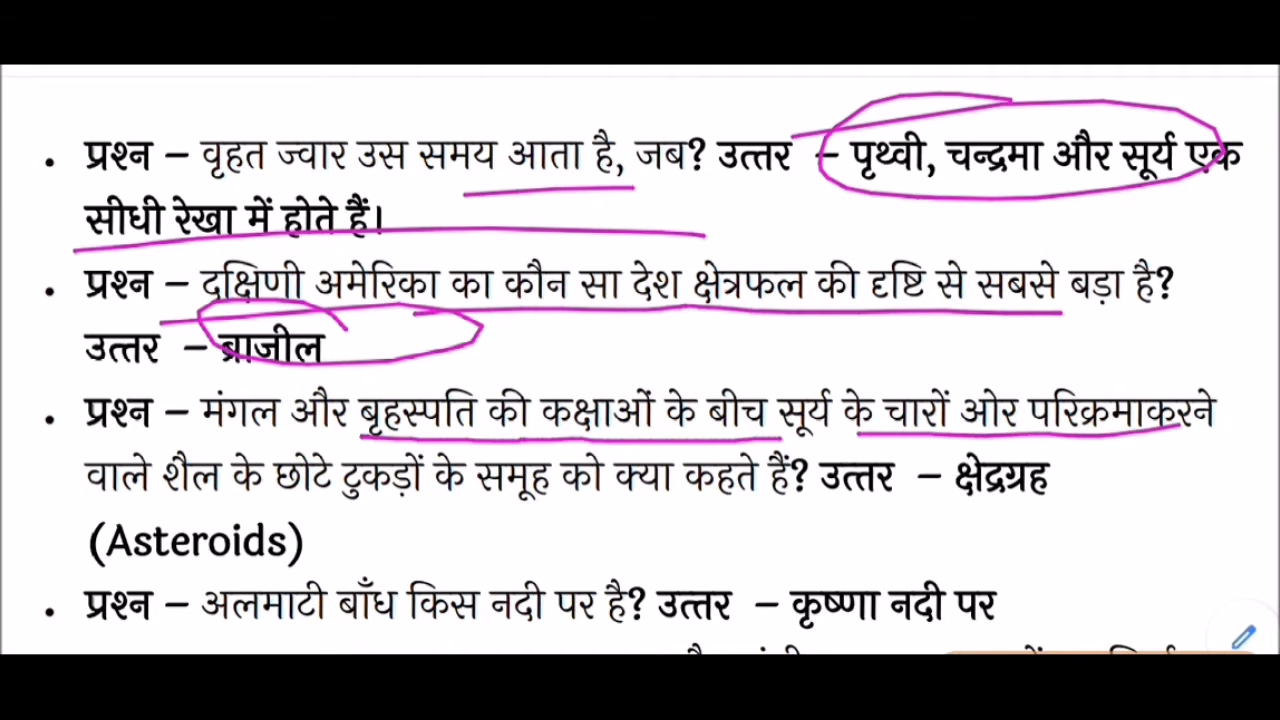 • प्रश्न – वृहत ज्वार उस समय आता है, जब? उत्तर – पृथ्वी, चन्द्रमा और सूर्य एक
सीधी रेखा में होते हैं।
• प्रश्न – दक्षिणी अमेरिका का कौन सा देश क्षेत्रफल की दृष्टि से सबसे बड़ा है?
उत्तर – ब्राजील
• प्रश्न – मंगल और बृहस्पति की कक्षाओं के बीच सूर्य के चारों ओर परिक्रमाकरने
वाले शैल के छोटे टुकड़ों के समूह को क्या कहते हैं? उत्तर – क्षेद्रग्रह
(Asteroids)
• प्रश्न – अलमाटी बाँध किस नदी पर है? उत्तर – कृष्णा नदी पर